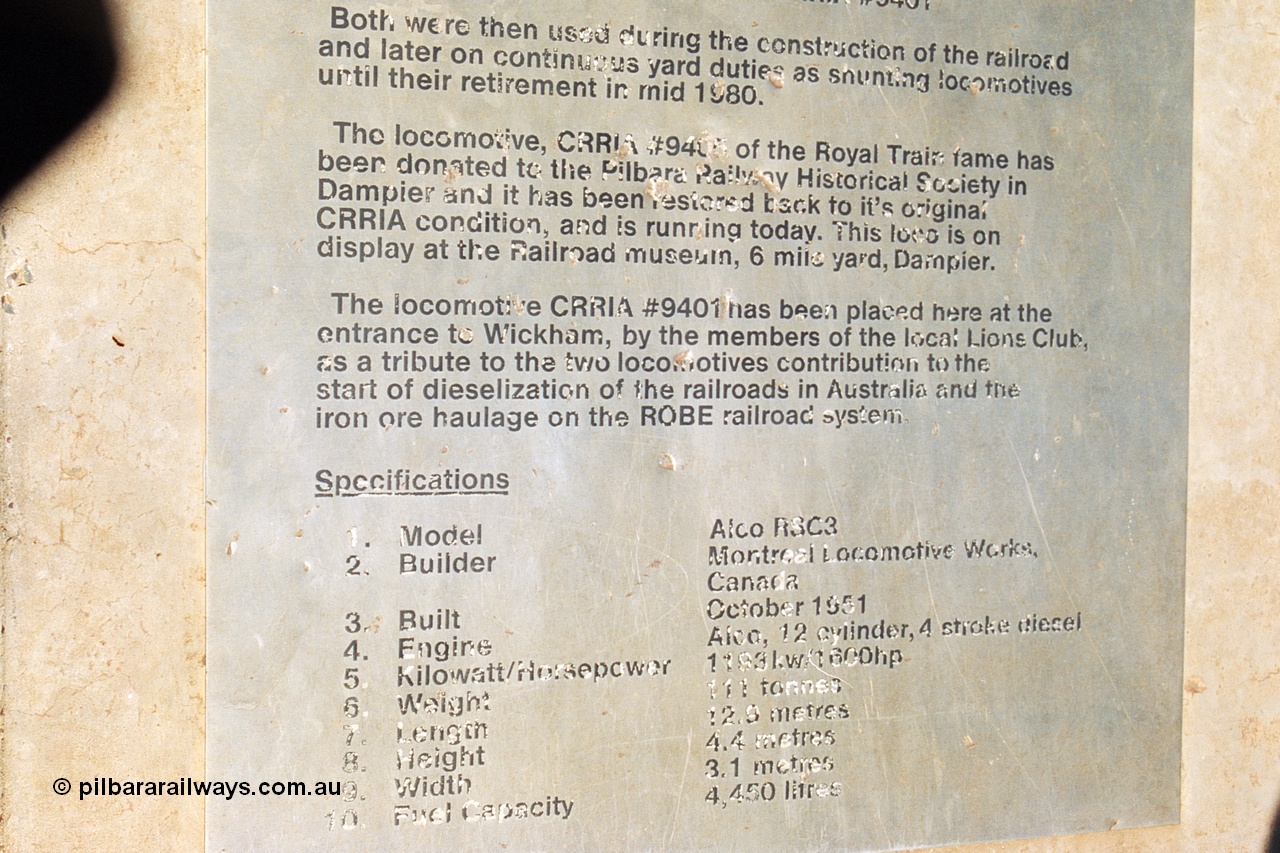 #9401
Both were then used during the construction of the railroad
and later on continuous yard duties as shunting locomotives
until their retirement in mid 1980.
The locomotive, CRRIA of the Royal Train fame has
been donated to the Pilbara Railway Historical Society in
Dampier and it has been restored back to it's original
CRRIA condition, and is running today. This loco is on
display at the Railroad museum, 6 mile yard, Dampier.
The locomotive CRRIA #9401 has been placed here at the
entrance to Wickham, by the members of the local Lions Club,
as a tribute to the two locomotives contribution to the
start of dieselization of the railroads in Australia and the
iron ore haulage on the ROBE railroad system.
Specifications
1. Model Alco RSC3
2. Builder Montreal Locomotive Works,
Canada
3. Built October 1951
4. Engine Alco, 12 cylinder, 4 stroke diesel
5. Kilowatt/Horsepower 1193kw/1600hp
6. Weight 111 tonnes
7. Length 12.9 metres
8. Height 4.4 metres
9. Width 3.1 metres
10. Fuel Capacity 4,450 litres
© pilbararailways.com.au